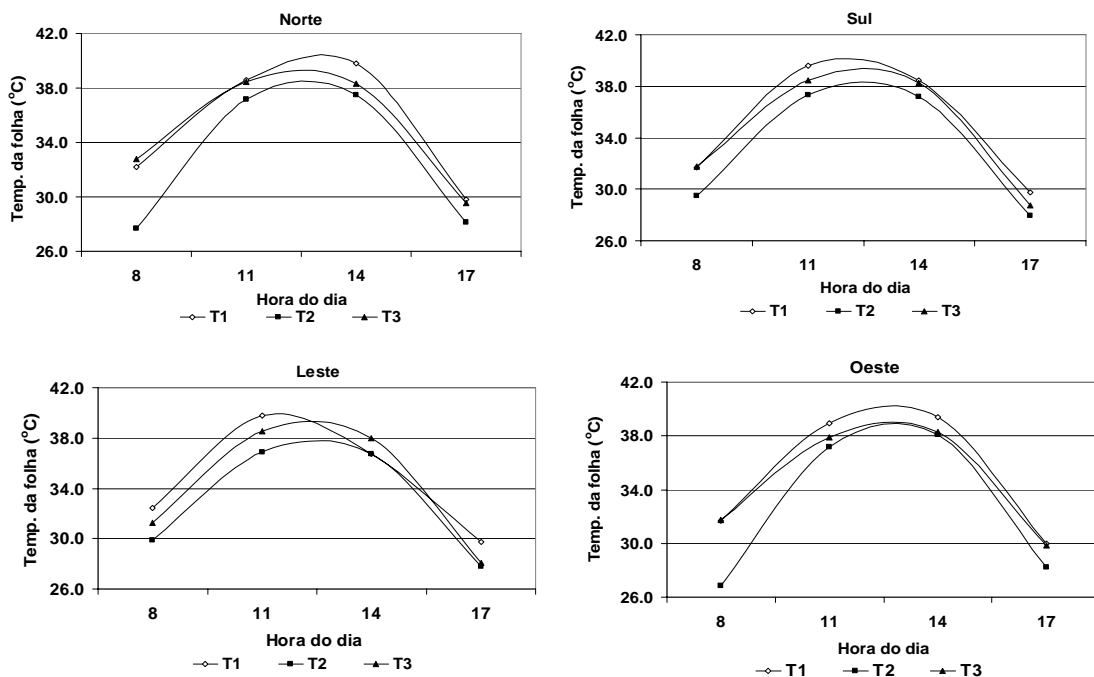 Norte
42.0
38.0
34.0
30.0
26.0
Temp. da folha (°C)
8 11 14 17
Hora do dia
T1 T2 T3
Sul
42.0
38.0
34.0
30.0
26.0
Temp. da folha (°C)
8 11 14 17
Hora do dia
T1 T2 T3
Leste
42.0
38.0
34.0
30.0
26.0
Temp. da folha (°C)
8 11 14 17
Hora do dia
T1 T2 T3
Oeste
42.0
38.0
34.0
30.0
26.0
Temp. da folha (°C)
8 11 14 17
Hora do dia
T1 T2 T3